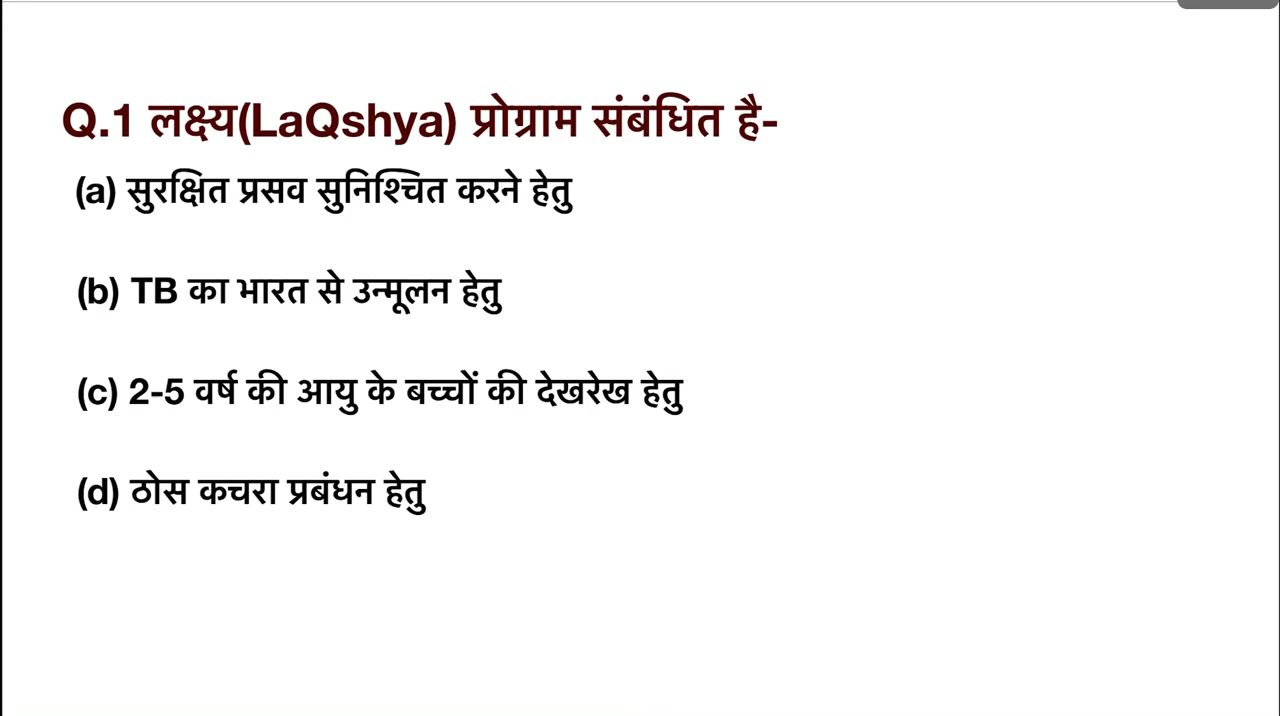 Q.1 लक्ष्य(LaQshya) प्रोग्राम संबंधित है-
(a) सुरक्षित प्रसव सुनिश्चित करने हेतु
(b) TB का भारत से उन्मूलन हेतु
(c) 2-5 वर्ष की आयु के बच्चों की देखरेख हेतु
(d) ठोस कचरा प्रबंधन हेतु